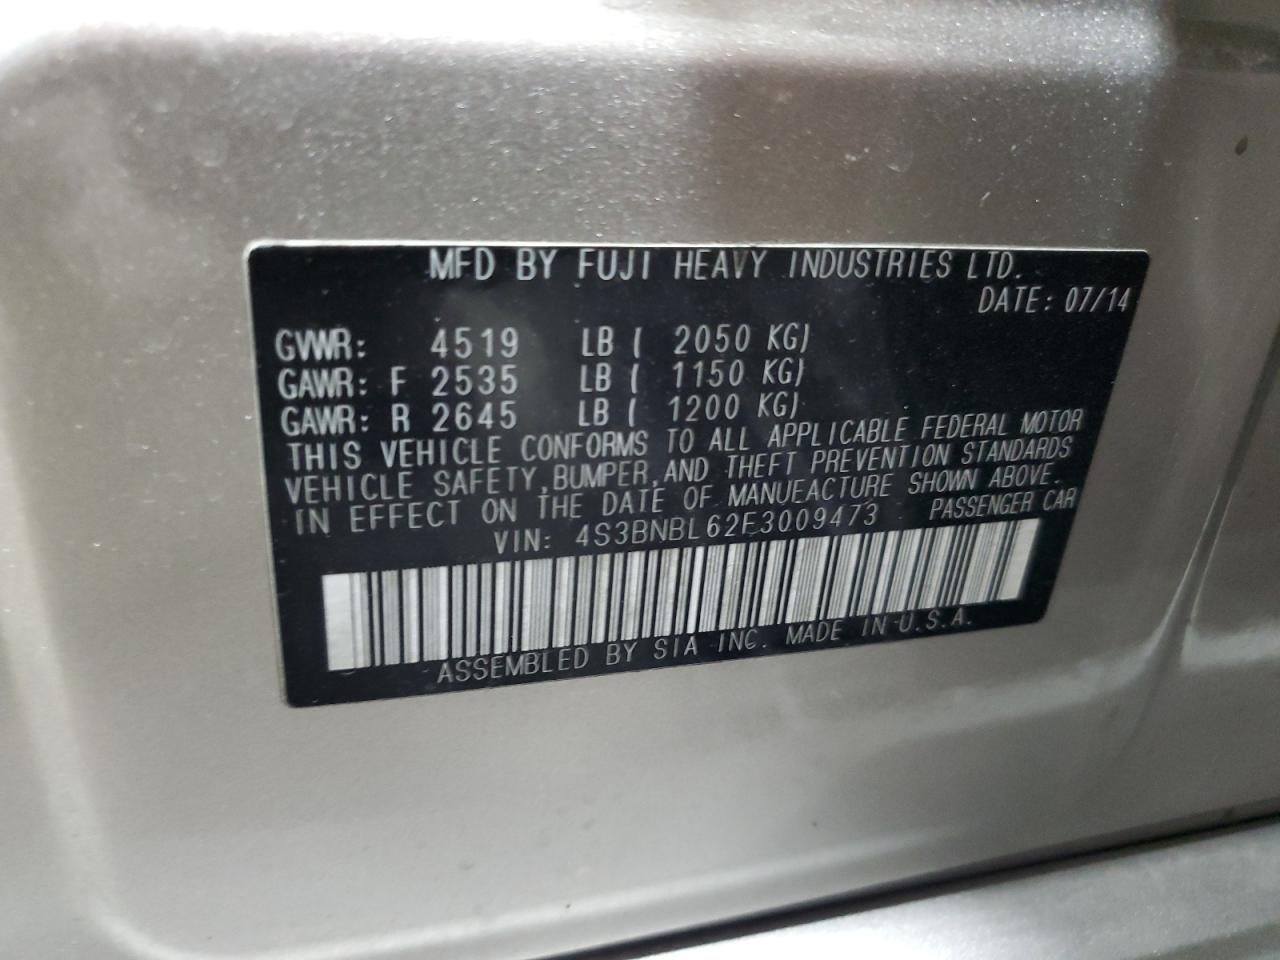 MFD BY FUJI HEAVY INDUSTRIES LTD.
DATE: 07/14
GVWR: 4519 LB ( 2050 KG)
GAWR: F 2535 LB ( 1150 KG)
GAWR: R 2645 LB ( 1200 KG)
THIS VEHICLE CONFORMS TO ALL APPLICABLE FEDERAL MOTOR
VEHICLE SAFETY,BUMPER,AND THEFT PREVENTION STANDARDS
IN EFFECT ON THE DATE OF MANUFACTURE SHOWN ABOVE.
VIN: 4S3BNBL62F3009473 PASSENGER CAR
ASSEMBLED BY SIA INC. MADE IN U.S.A.